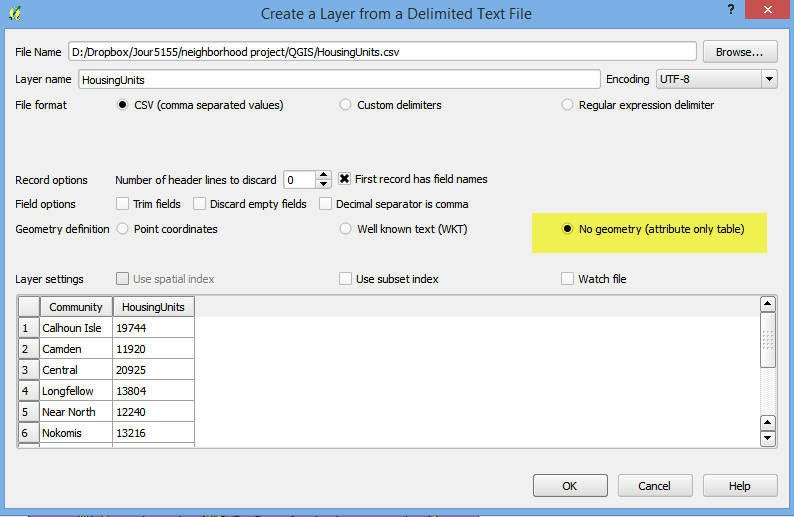 Create a Layer from a Delimited Text File
?
File Name D:/Dropbox/Jour5155/neighborhood project/QGIS/HousingUnits.csv Browse...
Layer name HousingUnits Encoding UTF-8
File format CSV (comma separated values) Custom delimiters Regular expression delimiter
Record options Number of header lines to discard 0 First record has field names
Field options Trim fields Discard empty fields Decimal separator is comma
Geometry definition Point coordinates Well known text (WKT) No geometry (attribute only table)
Layer settings Use spatial index Use subset index Watch file
Community HousingUnits
1 Calhoun Isle 19744
2 Camden 11920
3 Central 20925
4 Longfellow 13804
5 Near North 12240
6 Nokomis 13216
OK Cancel Help